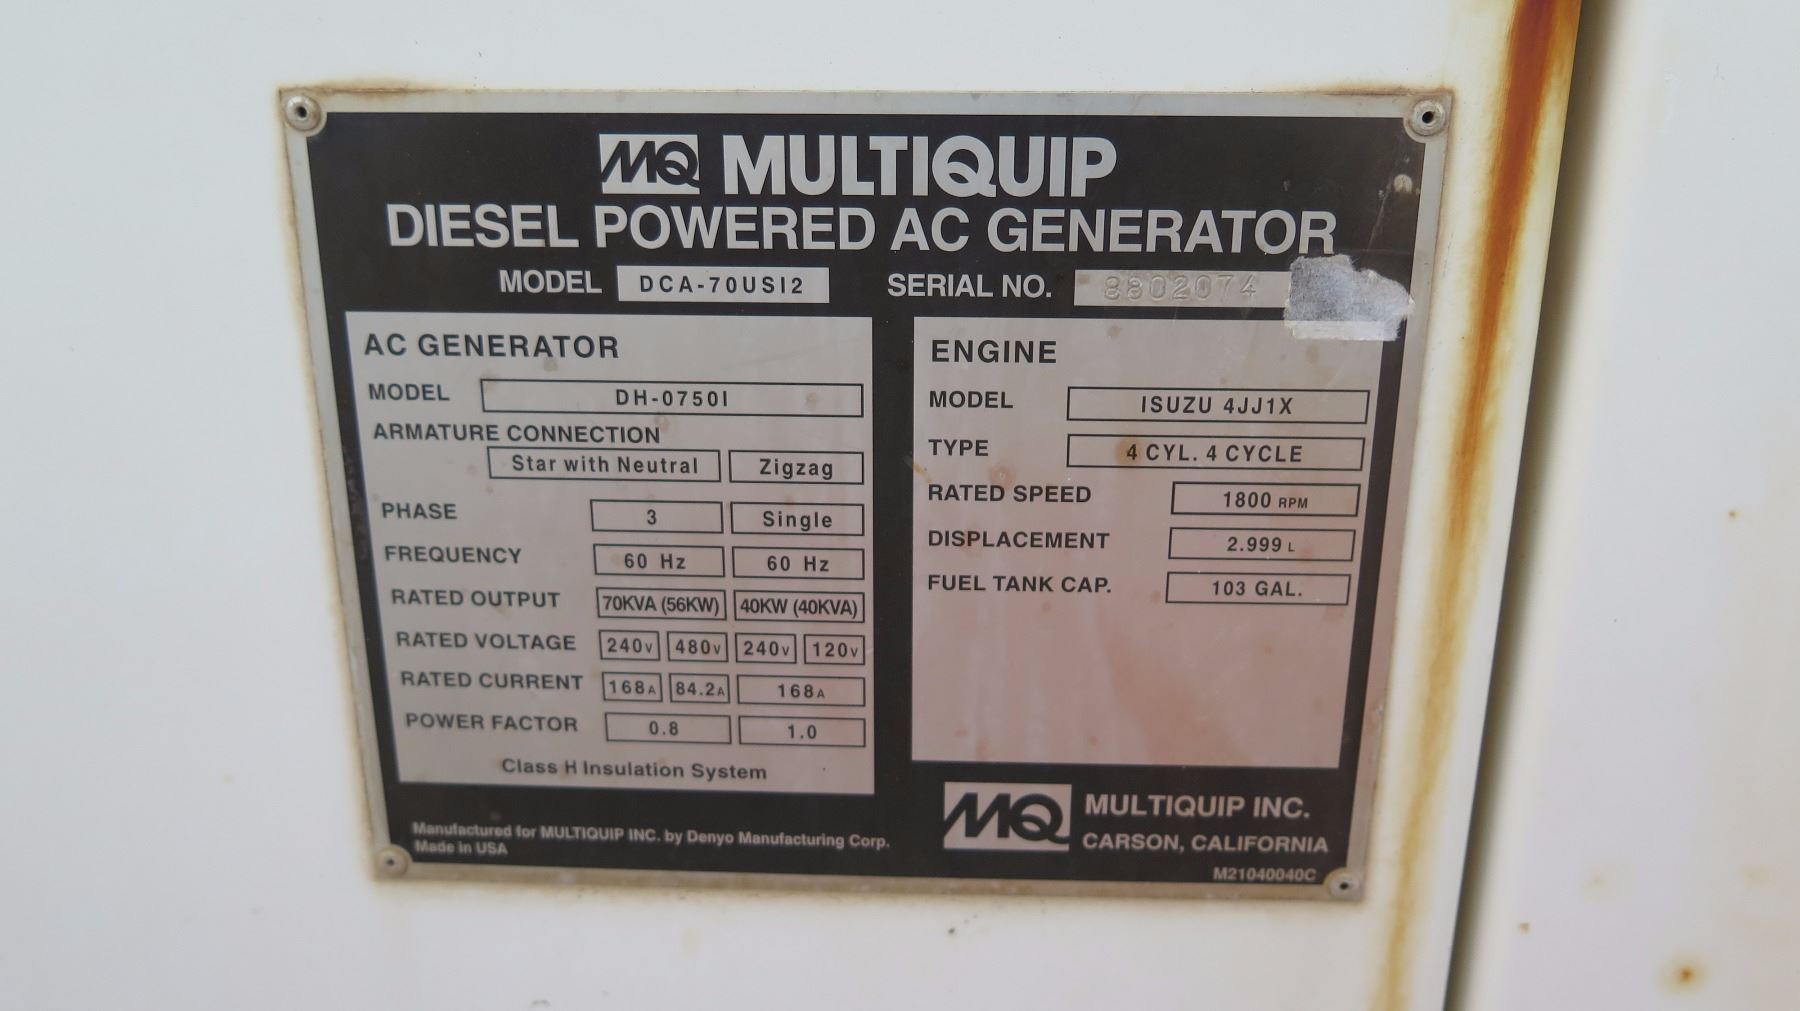 MQ MULTIQUIP
DIESEL POWERED AC GENERATOR
MODEL DCA-70USI2 SERIAL NO. 8802074
AC GENERATOR
MODEL DH-0750I
ARMATURE CONNECTION
Star with Neutral Zigzag
PHASE 3 Single
FREQUENCY 60 Hz 60 Hz
RATED OUTPUT 70KVA (56KW) 40KW (40KVA)
RATED VOLTAGE 240V 480V 240V 120V
RATED CURRENT 168A 84.2A 168A
POWER FACTOR 0.8 1.0
Class H Insulation System
ENGINE
MODEL ISUZU 4JJ1X
TYPE 4 CYL. 4 CYCLE
RATED SPEED 1800 RPM
DISPLACEMENT 2.999 L
FUEL TANK CAP. 103 GAL.
Manufactured for MULTIQUIP INC. by Denyo Manufacturing Corp.
Made in USA
MQ MULTIQUIP INC.
CARSON, CALIFORNIA
M21040040C